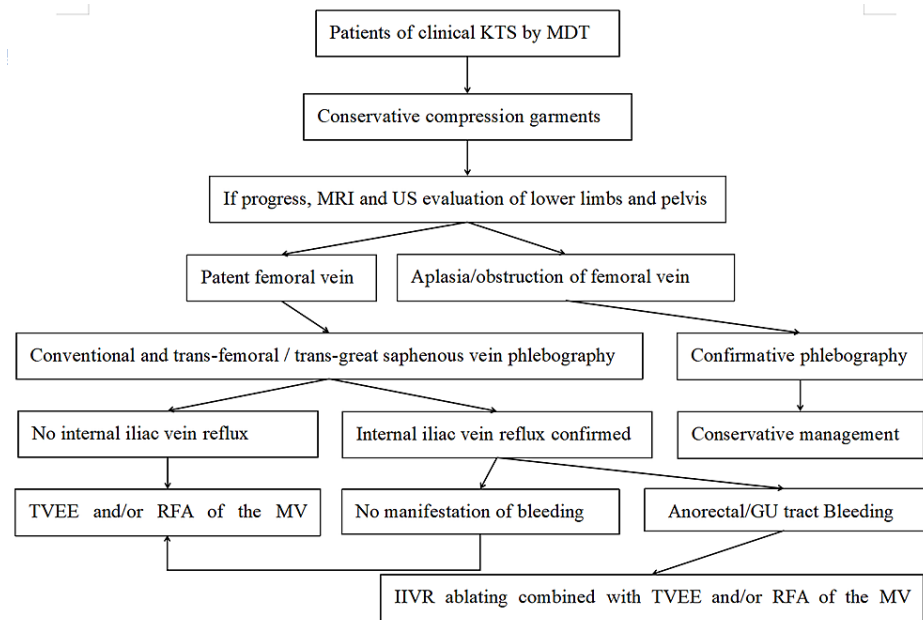 Patients of clinical KTS by MDT
Conservative compression garments
If progress, MRI and US evaluation of lower limbs and pelvis
Patent femoral vein
Aplasia/obstruction of femoral vein
Conventional and trans-femoral / trans-great saphenous vein phlebography
Confirmative phlebography
No internal iliac vein reflux
Internal iliac vein reflux confirmed
Conservative management
TVEE and/or RFA of the MV
No manifestation of bleeding
Anorectal/GU tract Bleeding
IIVR ablating combined with TVEE and/or RFA of the MV